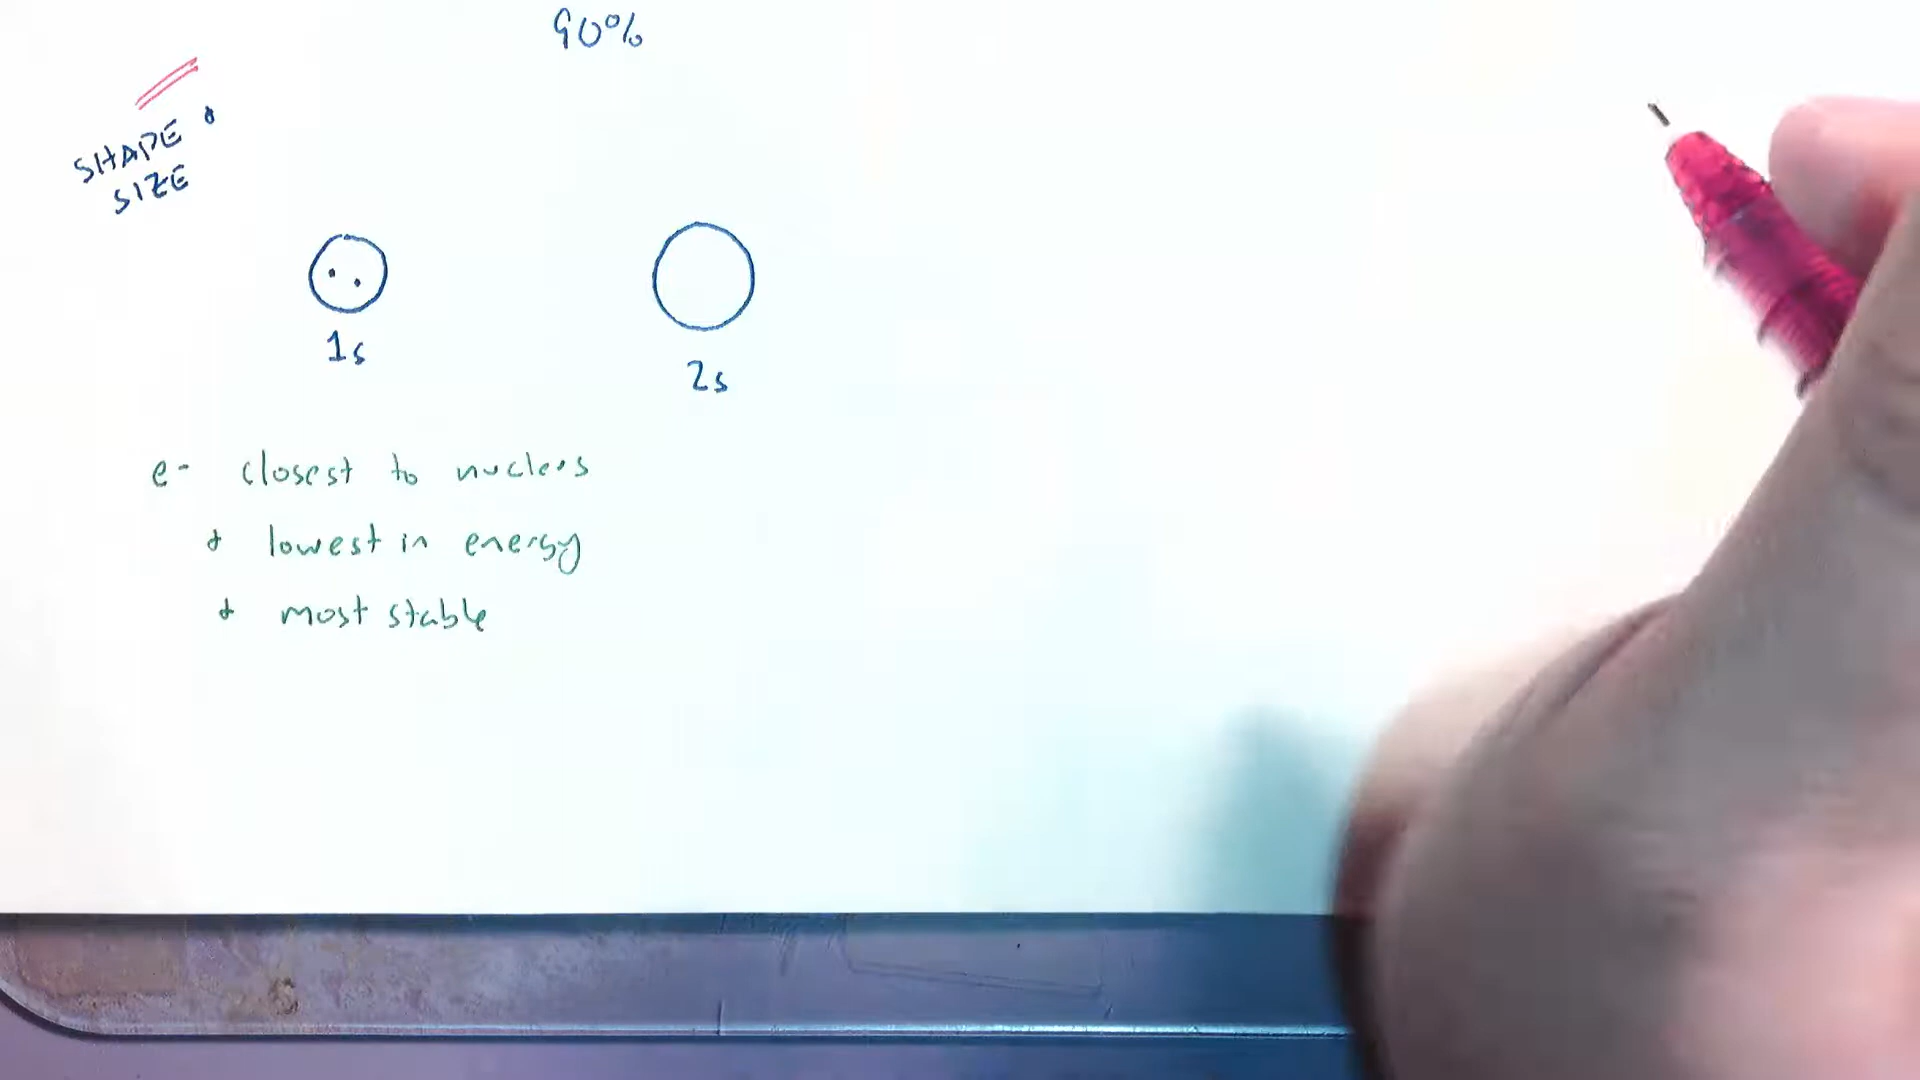 90%
SHAPE &
SIZE
1s
2s
e- closest to nucleus
& lowest in energy
& most stable